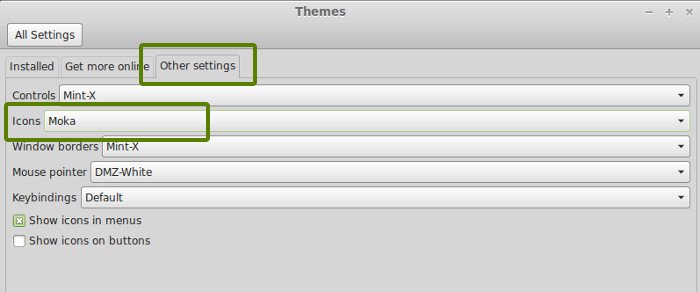 Themes
All Settings
Installed Get more online Other settings
Controls Mint-X
Icons Moka
Window borders Mint-X
Mouse pointer DMZ-White
Keybindings Default
Show icons in menus
Show icons on buttons